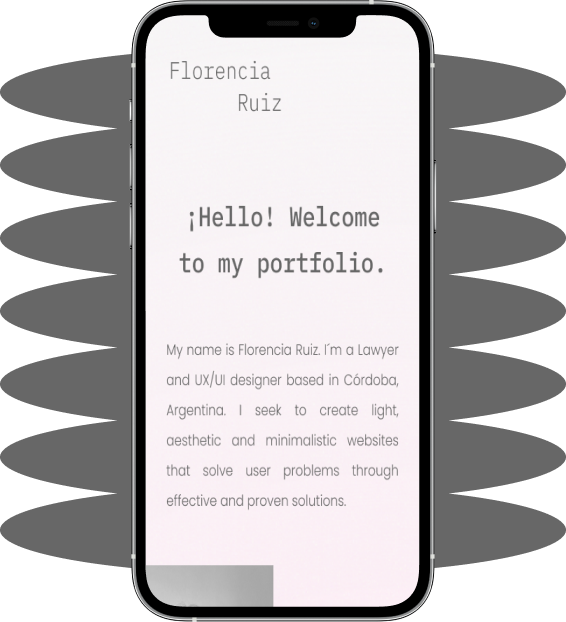 Florencia
Ruiz
¡Hello! Welcome
to my portfolio.
My name is Florencia Ruiz. I´m a Lawyer
and UX/UI designer based in Córdoba,
Argentina. I seek to create light,
aesthetic and minimalistic websites
that solve user problems through
effective and proven solutions.